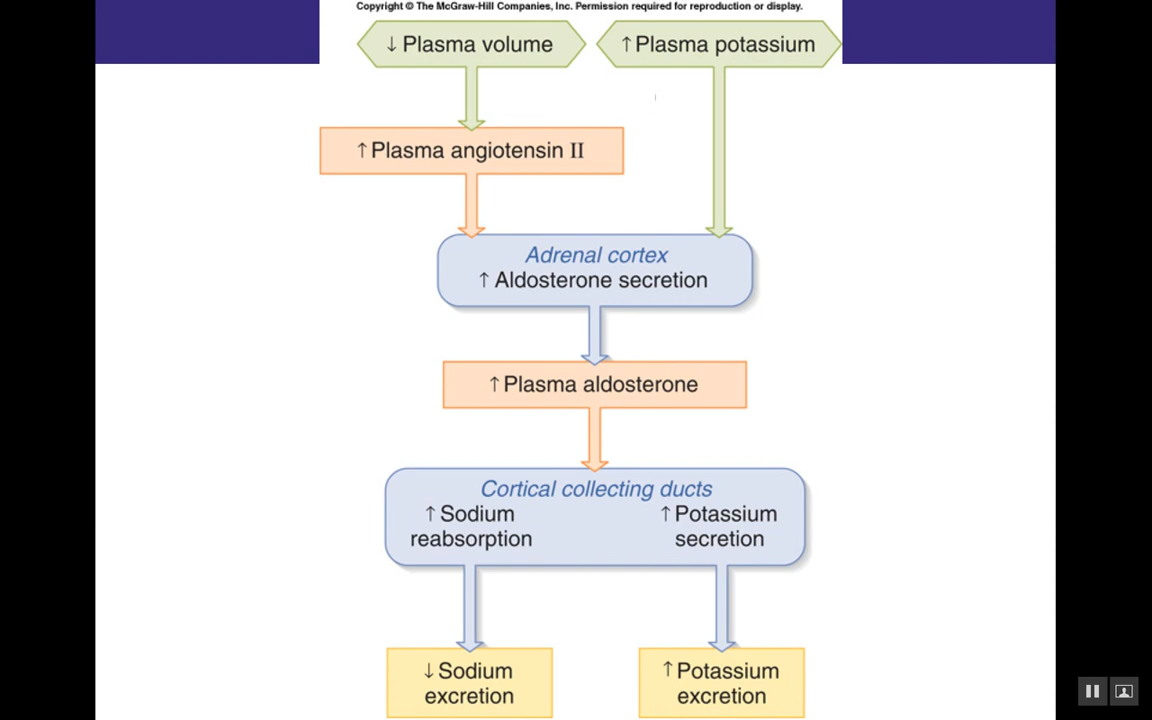 Copyright © The McGraw-Hill Companies, Inc. Permission required for reproduction or display.
↓ Plasma volume
↑ Plasma potassium
↑ Plasma angiotensin II
Adrenal cortex
↑ Aldosterone secretion
↑ Plasma aldosterone
Cortical collecting ducts
↑ Sodium
reabsorption
↑ Potassium
secretion
↓ Sodium
excretion
↑ Potassium
excretion